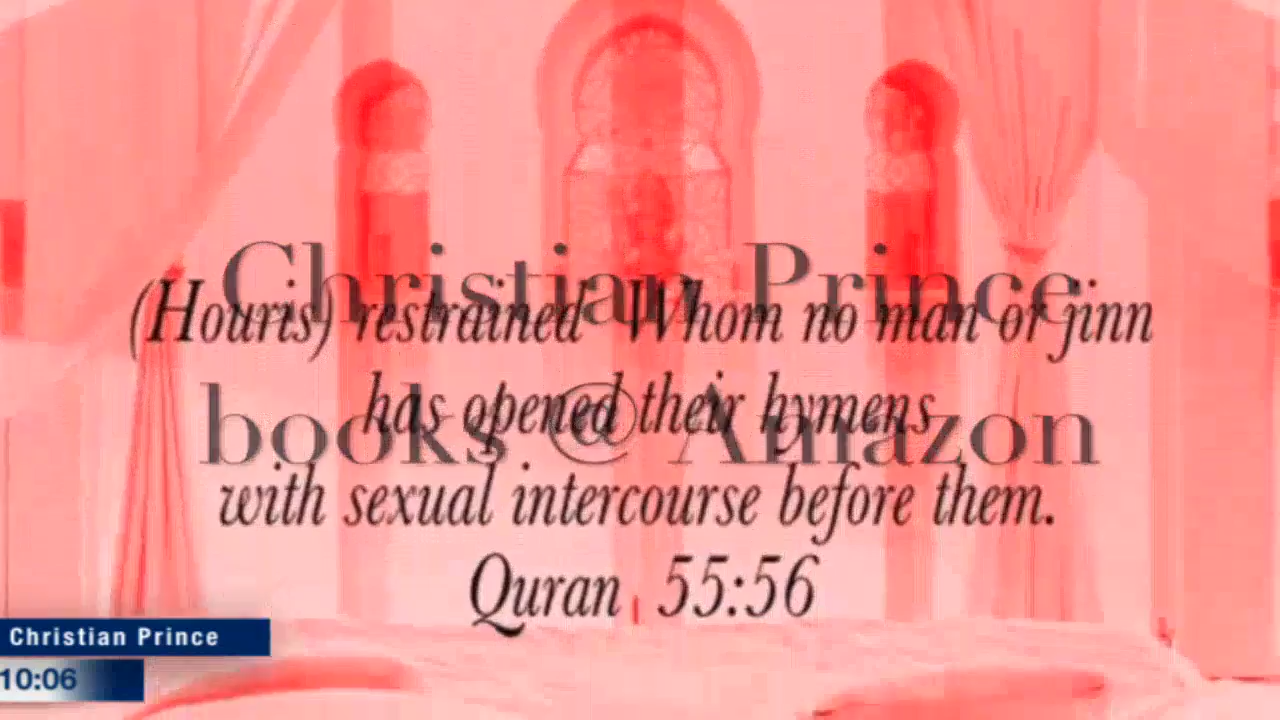 Christian Prince
(Houris) restrained Whom no man or jinn
has opened their hymens
books @ Amazon
with sexual intercourse before them.
Quran 55:56
Christian Prince
10:06